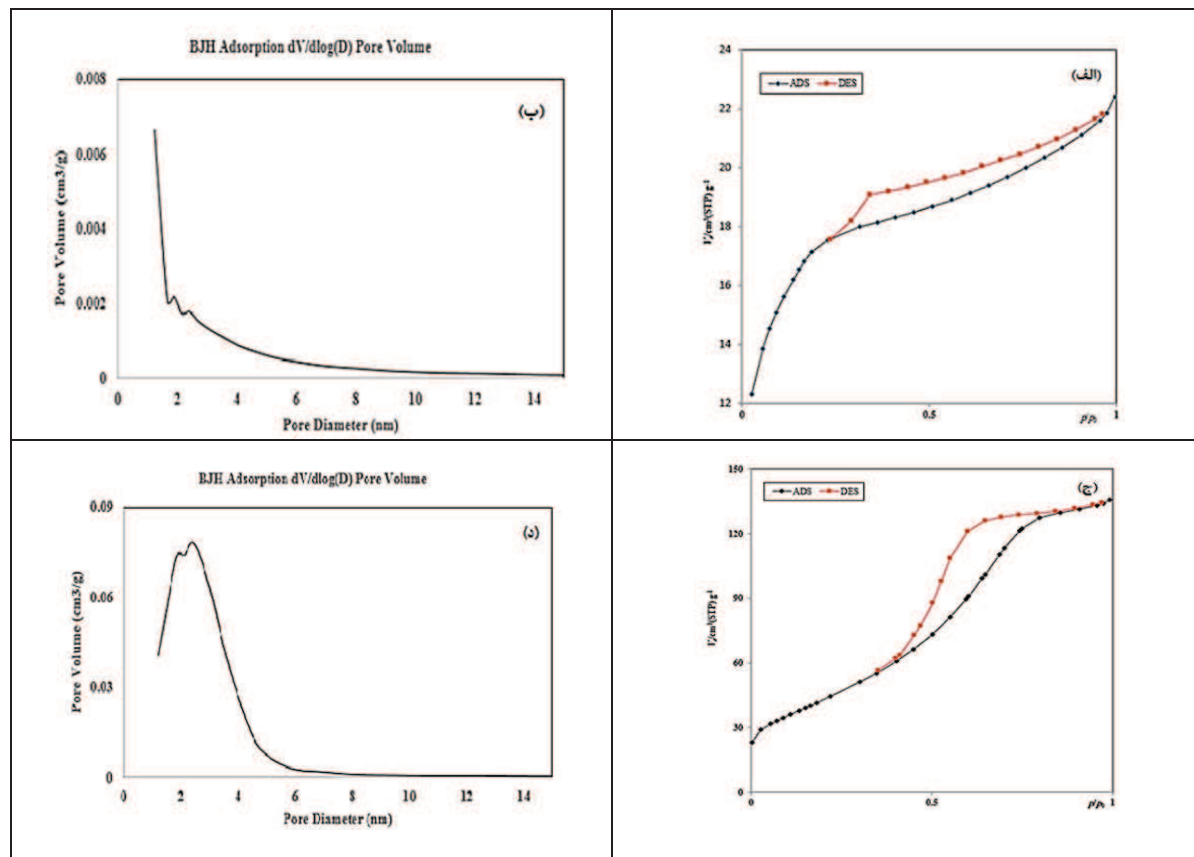 BJH Adsorption dV/dlog(D) Pore Volume
(ب)
Pore Volume (cm3/g)
0.008
0.006
0.004
0.002
0
0 2 4 6 8 10 12 14
Pore Diameter (nm)
(الف)
ADS DES
24
22
20
18
16
14
12
0.5 1
p/p₀
BJH Adsorption dV/dlog(D) Pore Volume
(د)
Pore Volume (cm3/g)
0.09
0.06
0.03
0
0 2 4 6 8 10 12 14
Pore Diameter (nm)
(ج)
ADS DES
150
120
90
60
30
0
0 0.5 1
p/p₀